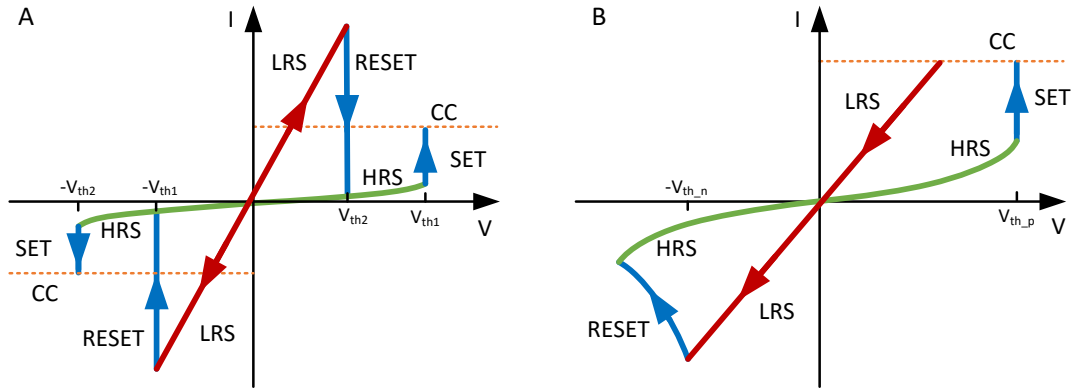 A
I
LRS
RESET
CC
SET
HRS
-Vth2
-Vth1
Vth2
Vth1
V
HRS
SET
CC
RESET
LRS
B
I
CC
LRS
SET
HRS
-Vth_n
Vth_p
V
HRS
RESET
LRS